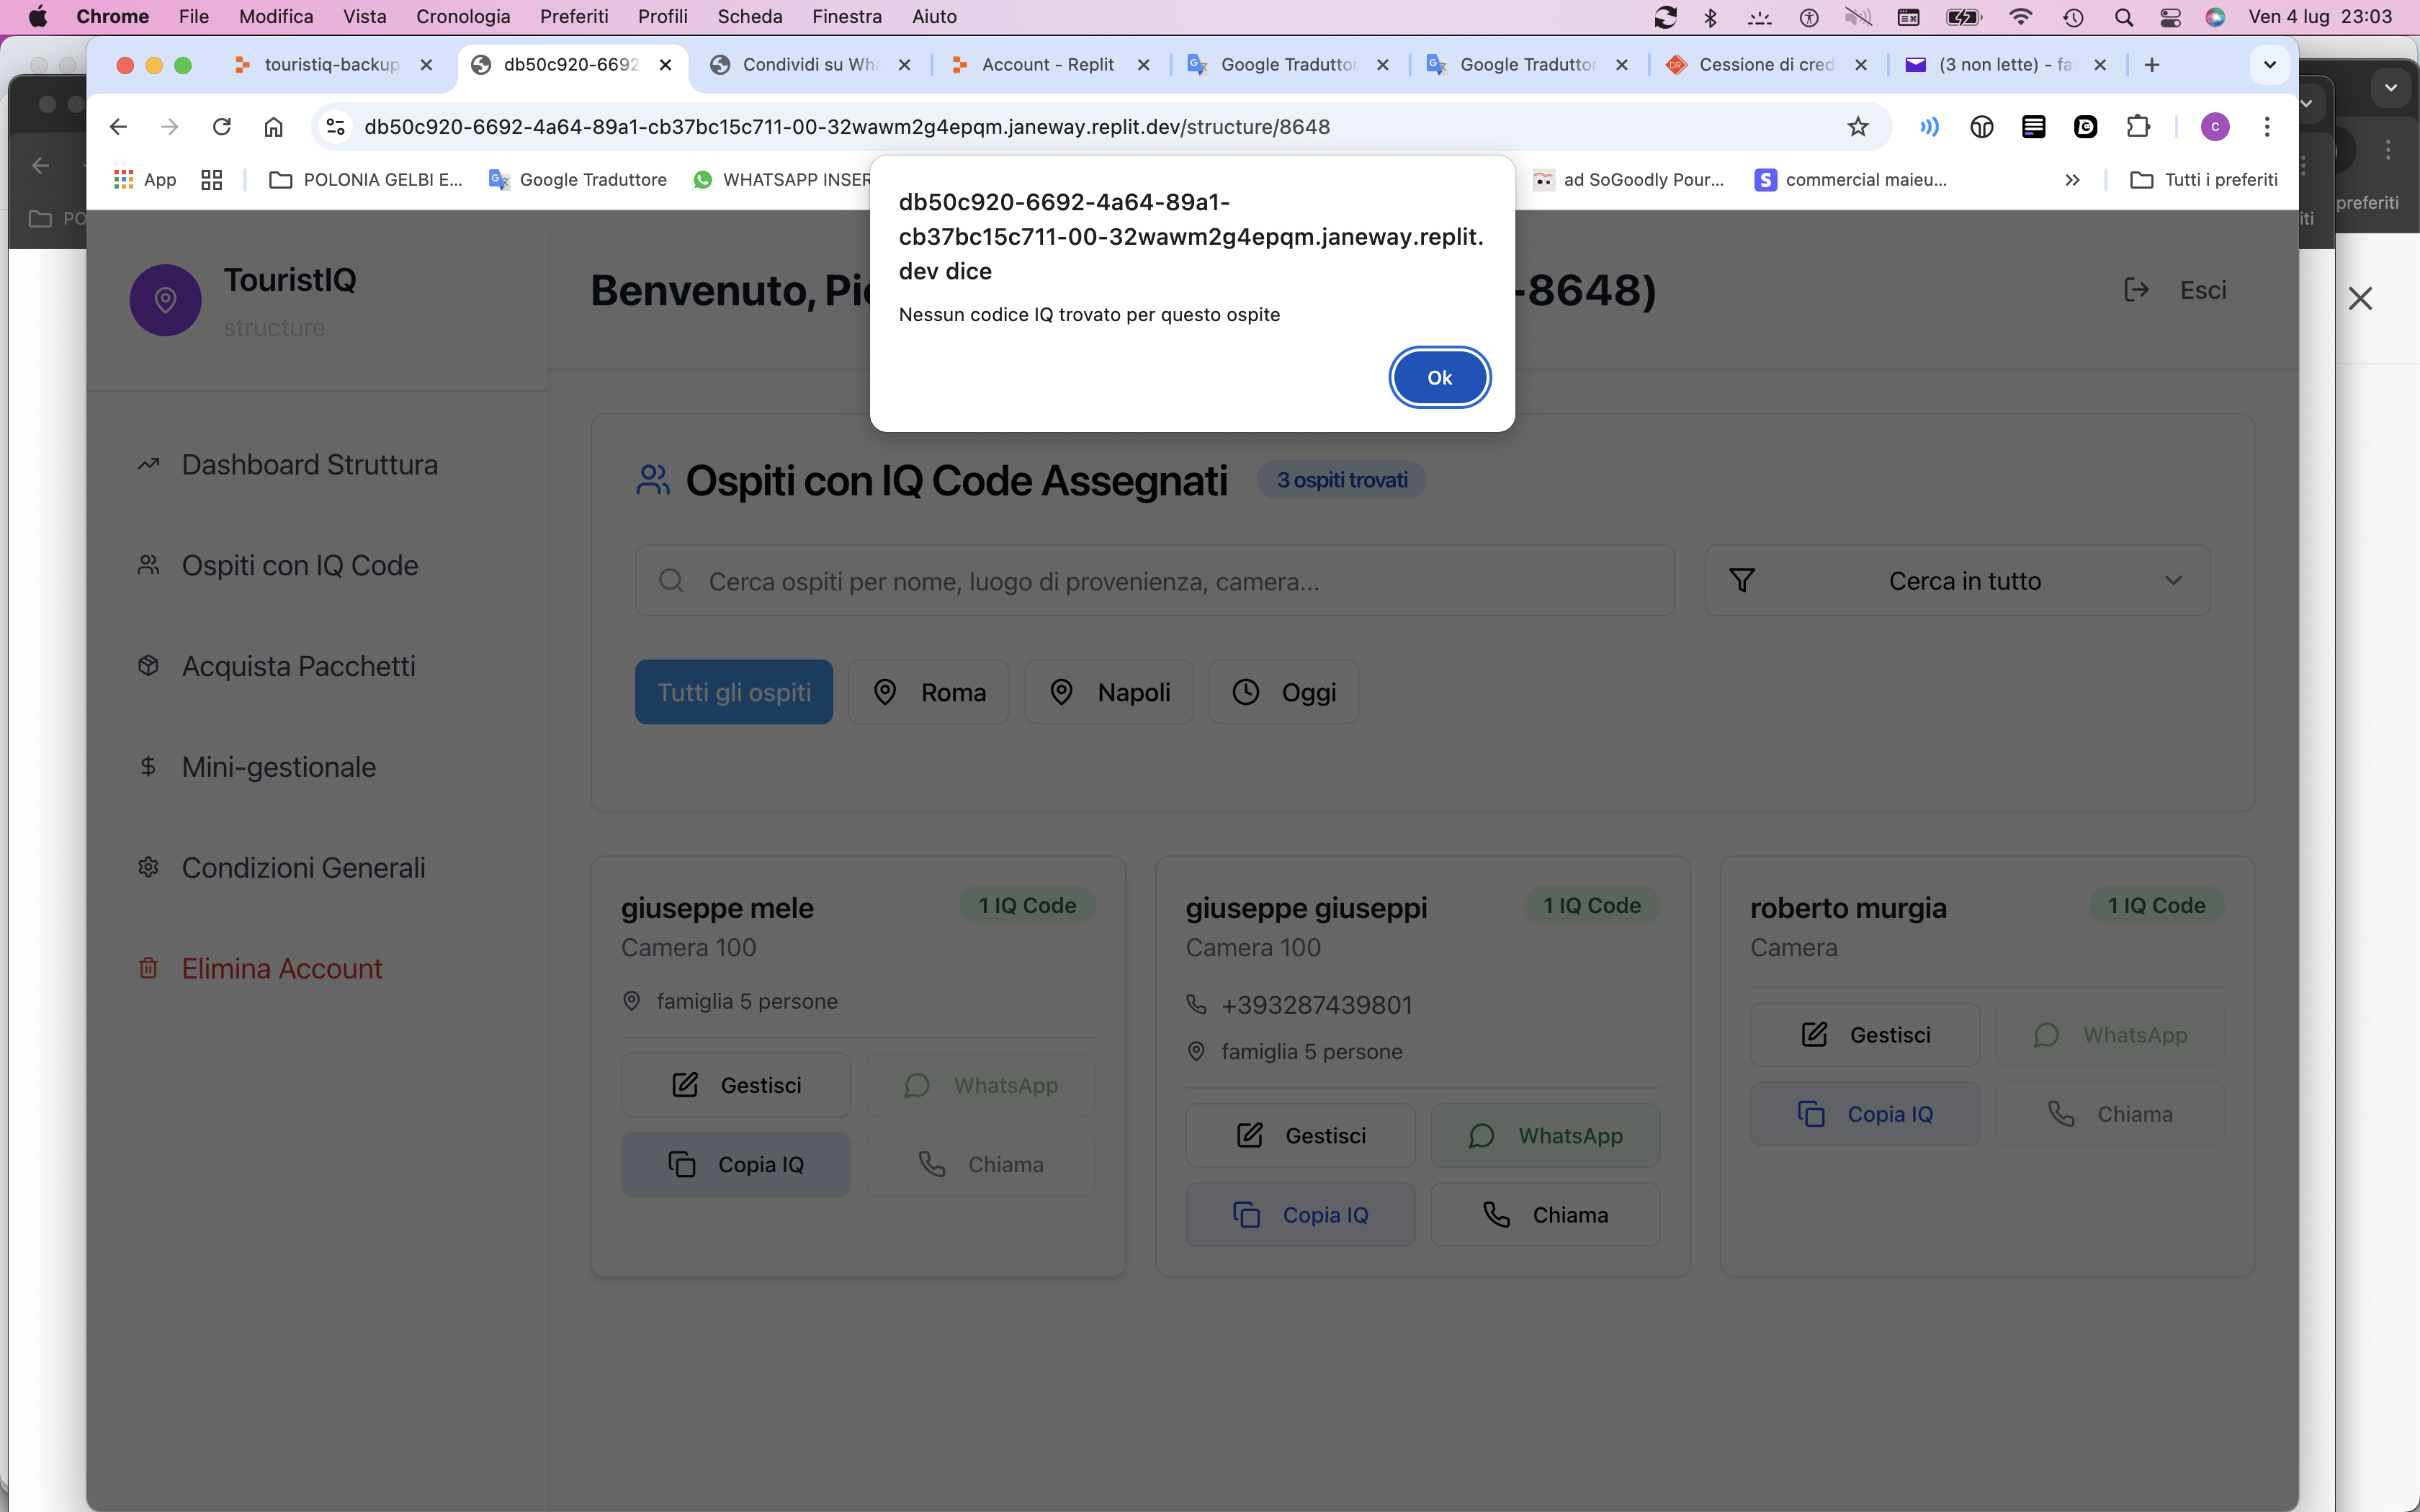 Chrome File Modifica Vista Cronologia Preferiti Profili Scheda Finestra Aiuto Ven 4 lug 23:03
touristiq-backup db50c920-6692 Condividi su Wha Account - Replit Google Traduttor Google Traduttor Cessione di cred (3 non lette) - fa
db50c920-6692-4a64-89a1-cb37bc15c711-00-32wawm2g4epqm.janeway.replit.dev/structure/8648 C
App POLONIA GELBI E... Google Traduttore WHATSAPP INSER ad SoGoodly Pour... commercial maieu... Tutti i preferiti
preferiti
PO
iti
db50c920-6692-4a64-89a1-
cb37bc15c711-00-32wawm2g4epqm.janeway.replit.
dev dice
Nessun codice IQ trovato per questo ospite
Ok
TouristIQ
structure
Benvenuto, Pi -8648)
Esci
Dashboard Struttura
Ospiti con IQ Code
Acquista Pacchetti
Mini-gestionale
Condizioni Generali
Elimina Account
Ospiti con IQ Code Assegnati 3 ospiti trovati
Cerca ospiti per nome, luogo di provenienza, camera... Cerca in tutto
Tutti gli ospiti Roma Napoli Oggi
giuseppe mele 1 IQ Code
Camera 100
famiglia 5 persone
Gestisci WhatsApp
Copia IQ Chiama
giuseppe giuseppi 1 IQ Code
Camera 100
+393287439801
famiglia 5 persone
Gestisci WhatsApp
Copia IQ Chiama
roberto murgia 1 IQ Code
Camera
Gestisci WhatsApp
Copia IQ Chiama